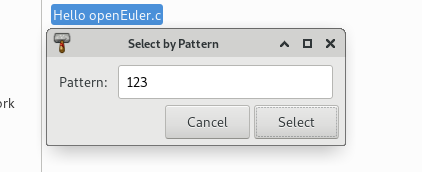 Hello openEuler.c
Select by Pattern
Pattern: 123
ork
Cancel Select